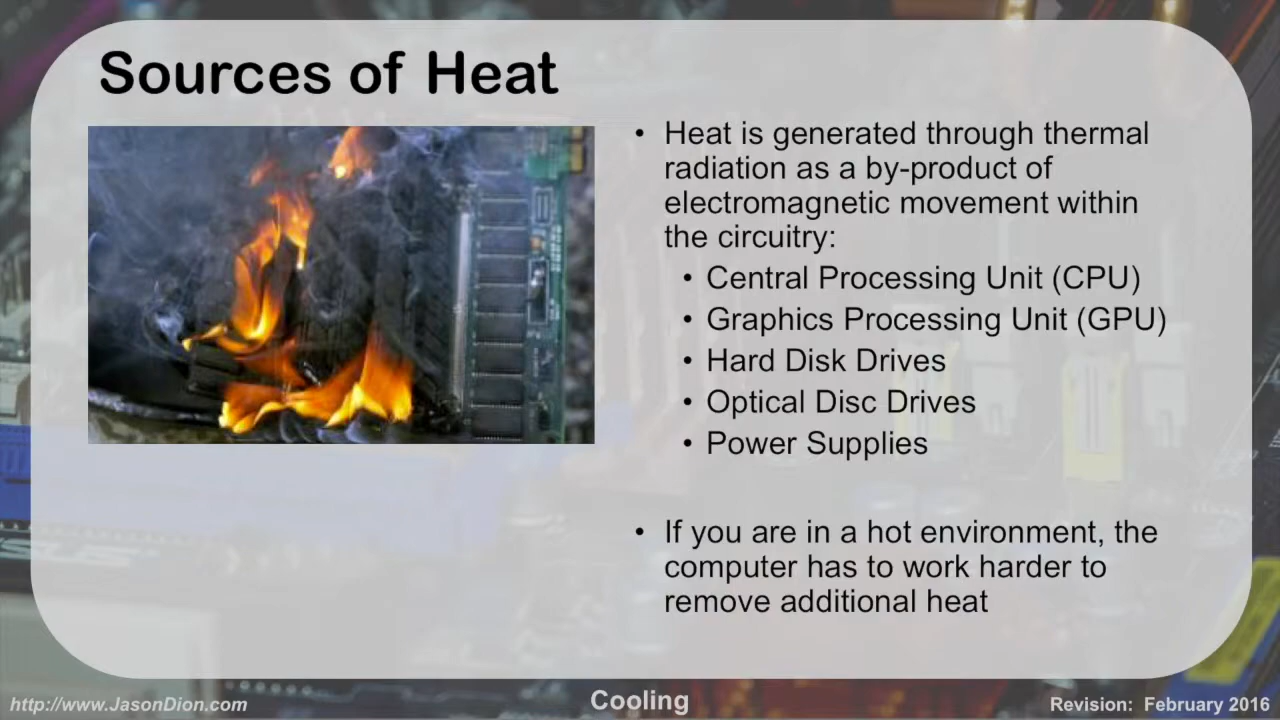 Sources of Heat
• Heat is generated through thermal
radiation as a by-product of
electromagnetic movement within
the circuitry:
• Central Processing Unit (CPU)
• Graphics Processing Unit (GPU)
• Hard Disk Drives
• Optical Disc Drives
• Power Supplies
• If you are in a hot environment, the
computer has to work harder to
remove additional heat
http://www.JasonDion.com
Cooling
Revision: February 2016